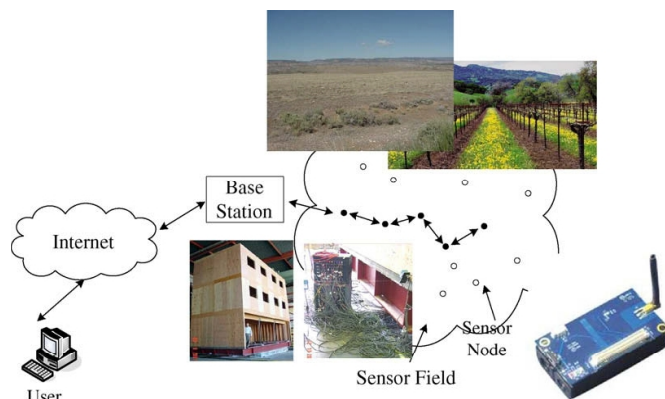 Base
Station
Internet
Sensor
Node
Sensor Field
User